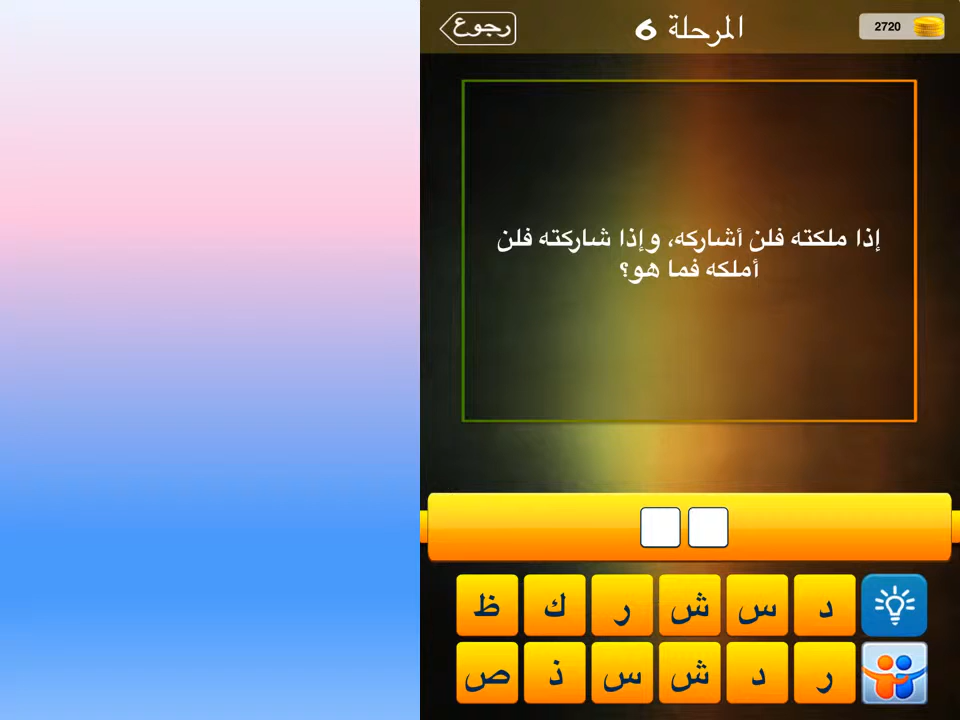 رجوع
المرحلة 6
2720
إذا ملكته فلن أشاركه، وإذا شاركته فلن
أملكه فما هو؟
د س ش ر ك ظ
ر د ش س ذ ص